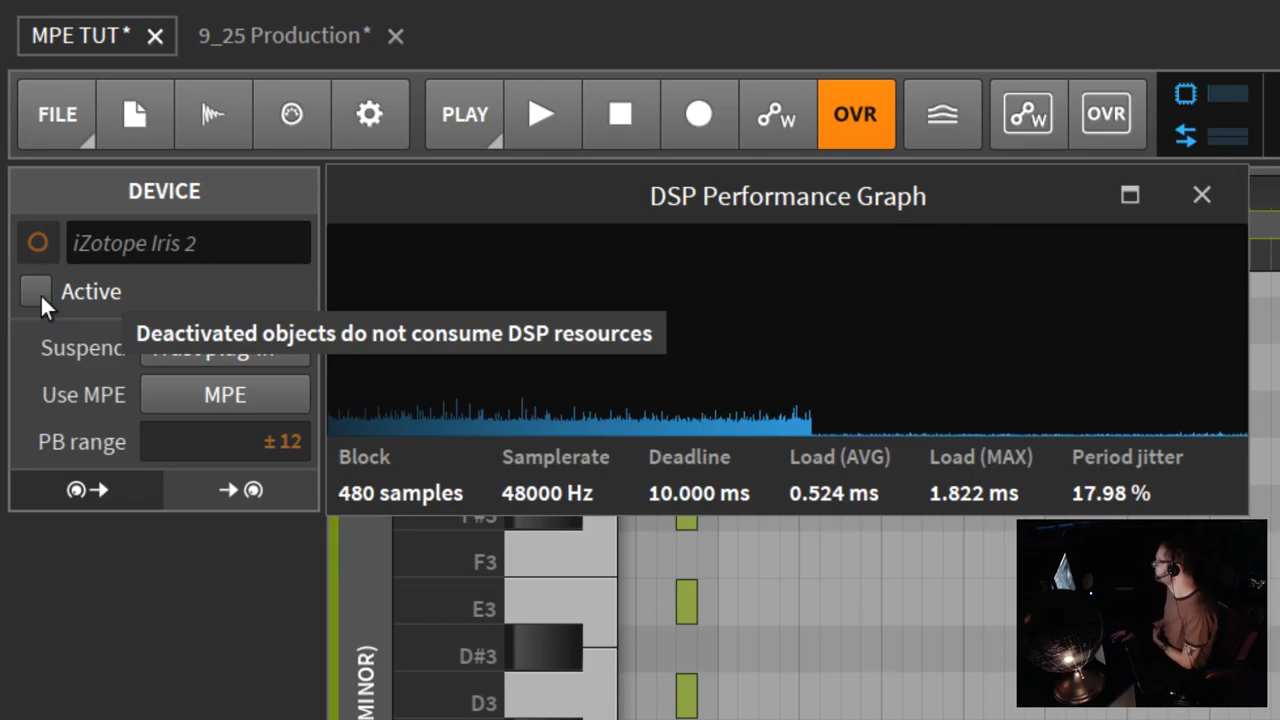 MPE TUT*
9_25 Production*
FILE
PLAY
W
OVR
W
OVR
DEVICE
DSP Performance Graph
iZotope Iris 2
Active
Deactivated objects do not consume DSP resources
Suspend
Use MPE
MPE
PB range
± 12
Block
Samplerate
Deadline
Load (AVG)
Load (MAX)
Period jitter
480 samples
48000 Hz
10.000 ms
0.524 ms
1.822 ms
17.98 %
F#3
F3
E3
D#3
D3
MINOR)